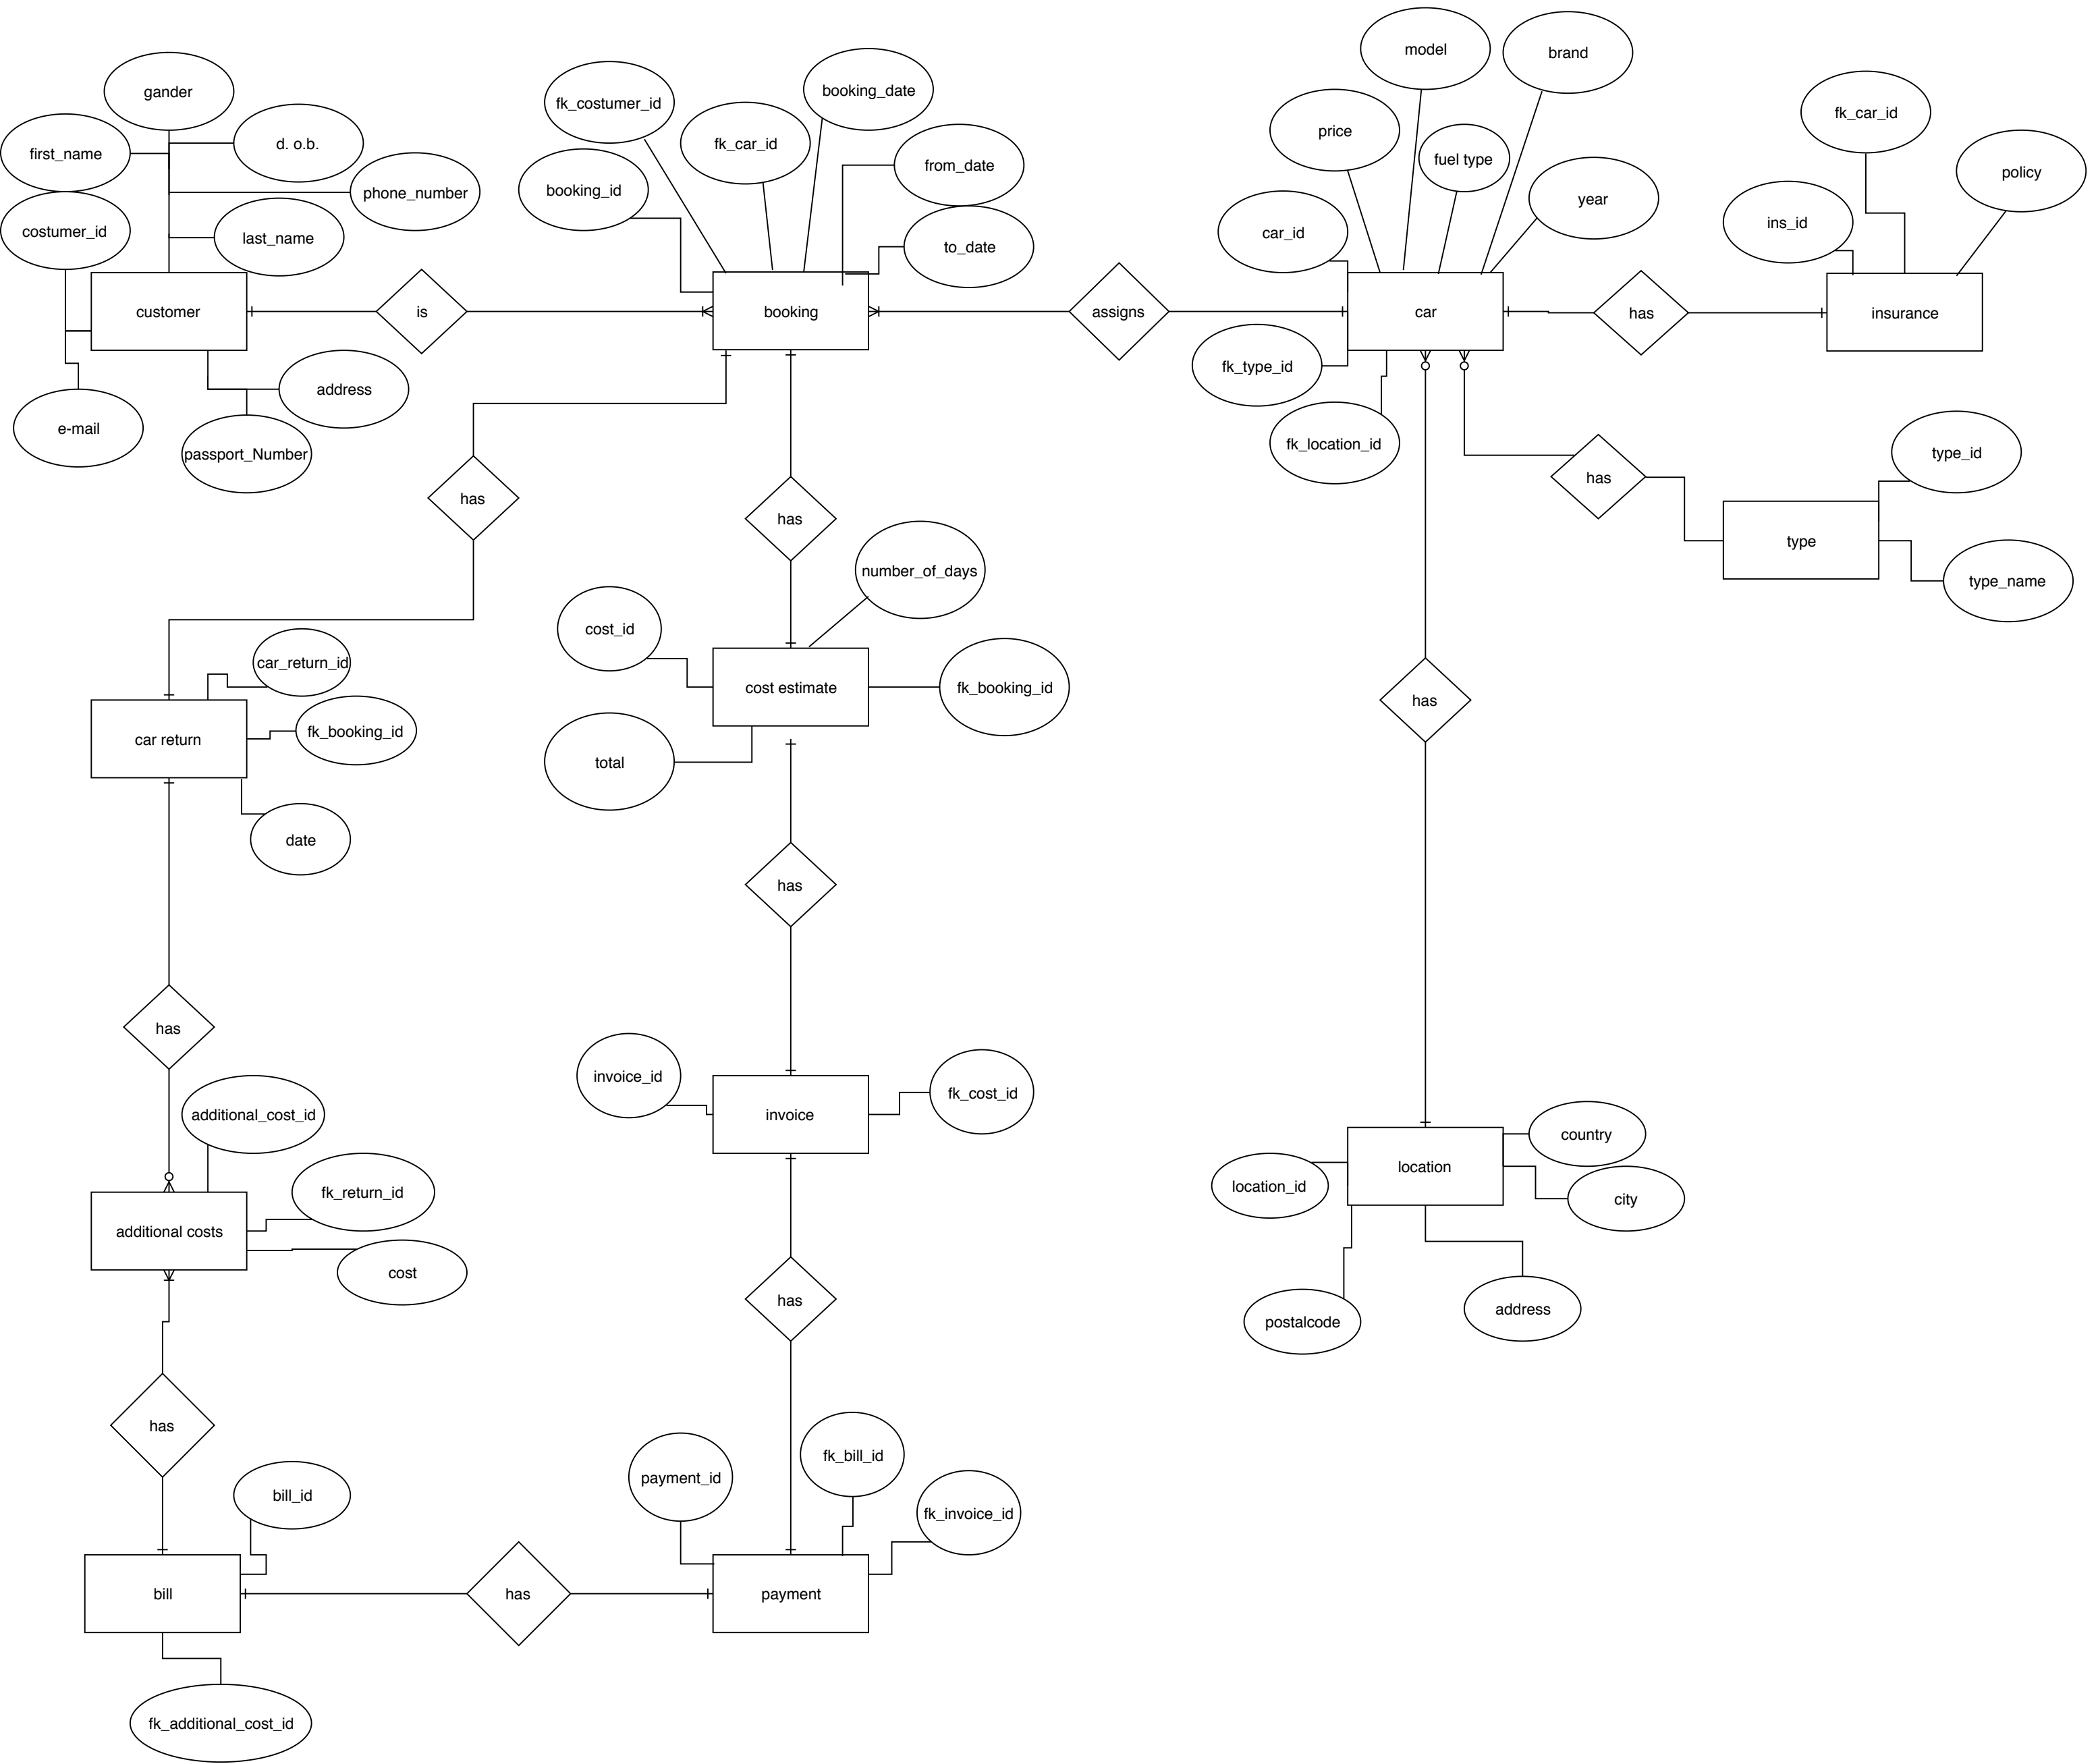 model
brand
gander
booking_date
fk_costumer_id
fk_car_id
price
d. o.b.
fk_car_id
first_name
from_date
fuel type
policy
phone_number
booking_id
year
costumer_id
last_name
to_date
car_id
ins_id
customer
is
booking
assigns
car
has
insurance
fk_type_id
address
e-mail
fk_location_id
passport_Number
type_id
has
has
has
type
number_of_days
type_name
cost_id
car_return_id
cost estimate
fk_booking_id
has
fk_booking_id
car return
total
date
has
has
invoice_id
fk_cost_id
additional_cost_id
invoice
country
location
fk_return_id
location_id
city
additional costs
cost
has
address
postalcode
has
fk_bill_id
payment_id
bill_id
fk_invoice_id
bill
has
payment
fk_additional_cost_id